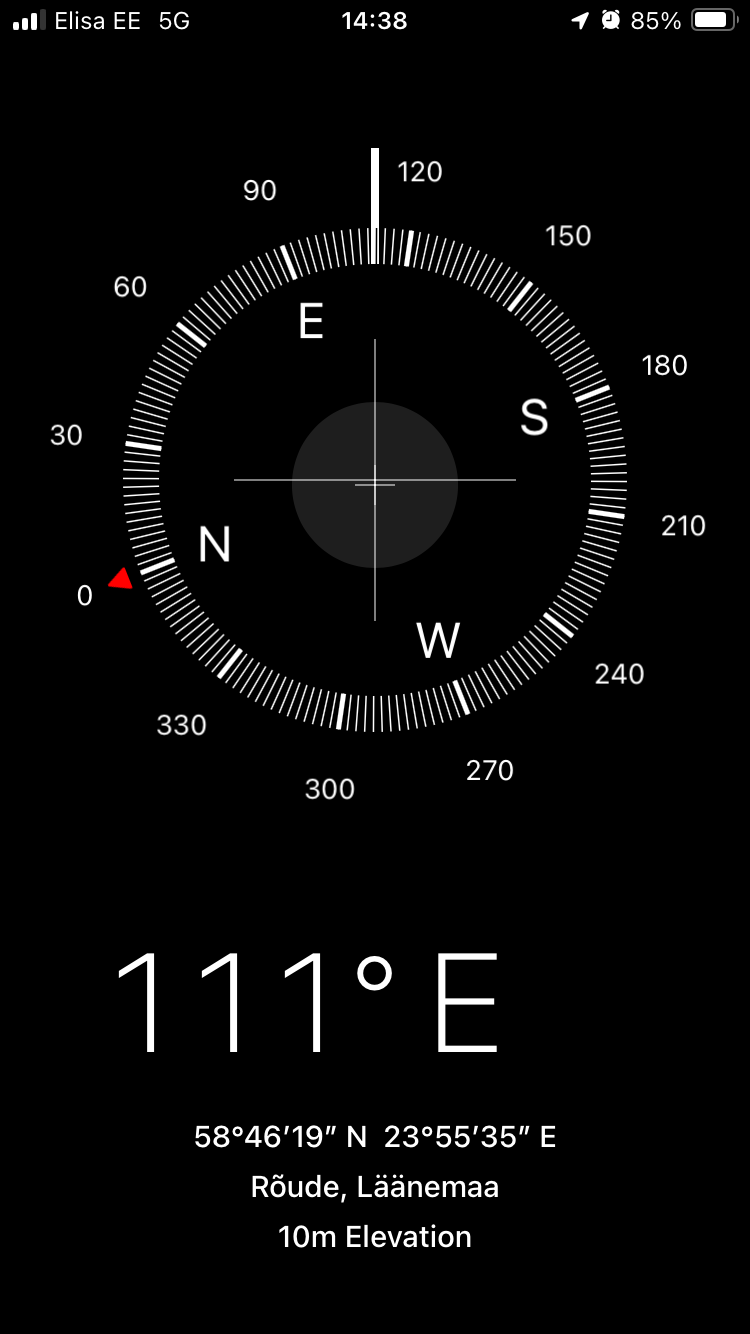 Elisa EE 5G 14:38 85%
120
90
150
60
E
180
S
30
210
N
0
W
240
330
270
300
111° E
58°46′19″ N 23°55′35″ E
Rõude, Läänemaa
10m Elevation